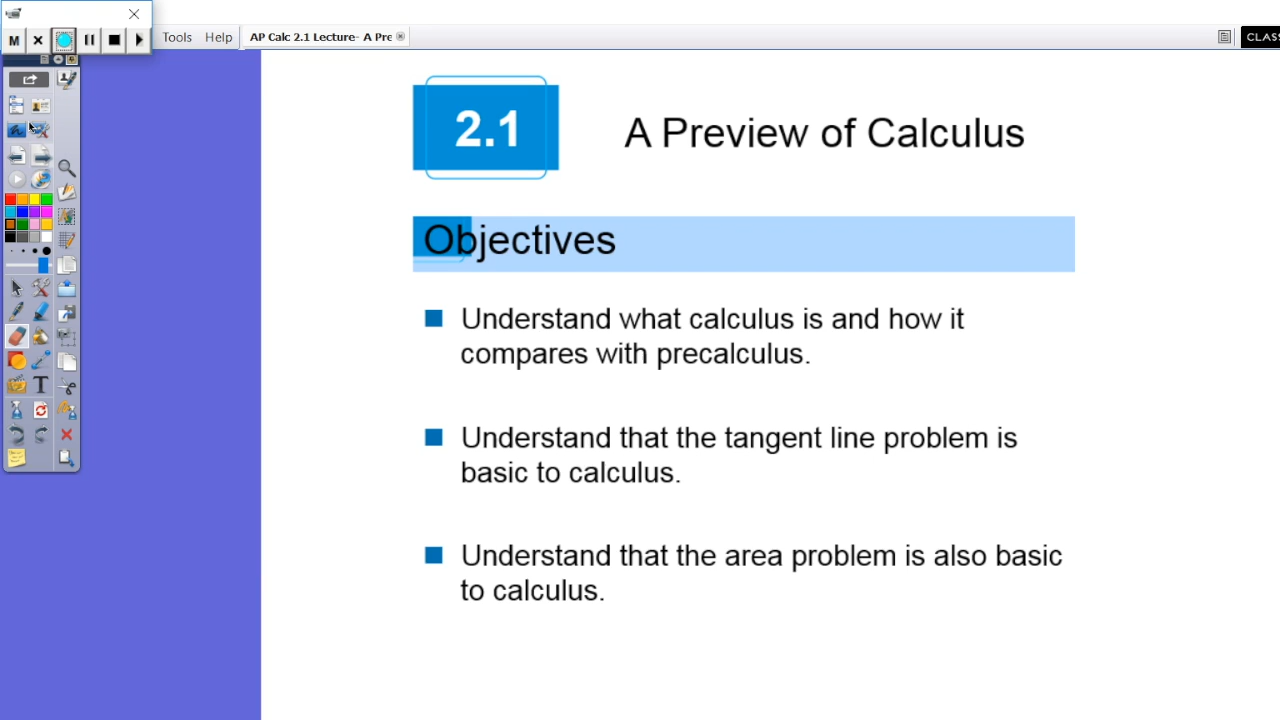 M
Tools Help AP Calc 2.1 Lecture- A Pre CLASS
2.1 A Preview of Calculus
Objectives
Understand what calculus is and how it
compares with precalculus.
Understand that the tangent line problem is
basic to calculus.
Understand that the area problem is also basic
to calculus.
T